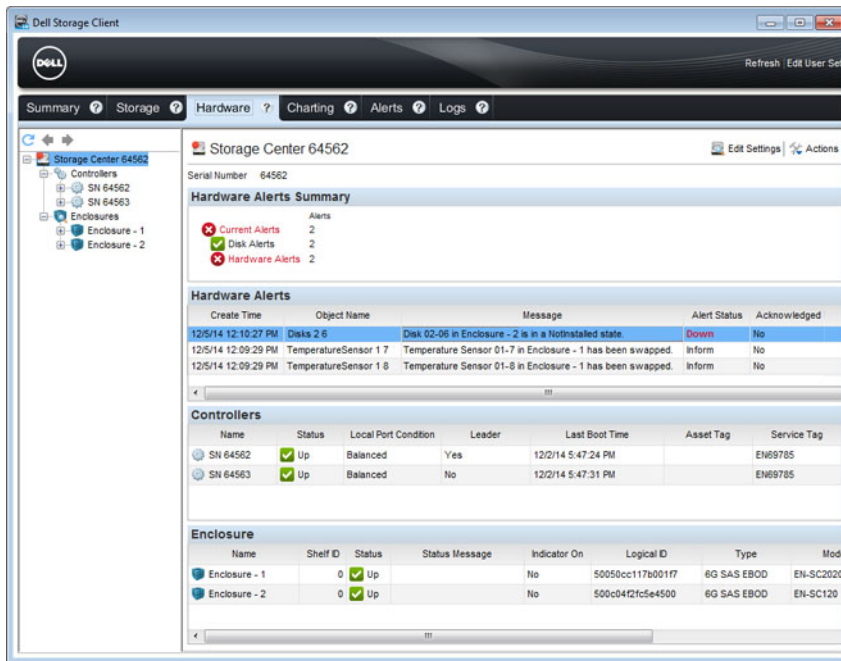 Dell Storage Client
DELL
Refresh | Edit User Set
Summary ? Storage ? Hardware ? Charting ? Alerts ? Logs ?
Storage Center 64562
Controllers
SN 64562
SN 64563
Enclosures
Enclosure - 1
Enclosure - 2
Storage Center 64562
Edit Settings | Actions
Serial Number 64562
Hardware Alerts Summary
Alerts
Current Alerts 2
Disk Alerts 2
Hardware Alerts 2
Hardware Alerts
Create Time Object Name Message Alert Status Acknowledged
12/5/14 12:10:27 PM Disks 2 6 Disk 02-06 in Enclosure - 2 is in a NotInstalled state. Down No
12/5/14 12:09:29 PM TemperatureSensor 1 7 Temperature Sensor 01-7 in Enclosure - 1 has been swapped. Inform No
12/5/14 12:09:29 PM TemperatureSensor 1 8 Temperature Sensor 01-8 in Enclosure - 1 has been swapped. Inform No
Controllers
Name Status Local Port Condition Leader Last Boot Time Asset Tag Service Tag
SN 64562 Up Balanced Yes 12/2/14 5:47:24 PM EN69785
SN 64563 Up Balanced No 12/2/14 5:47:31 PM EN69785
Enclosure
Name Shelf ID Status Status Message Indicator On Logical ID Type Mod
Enclosure - 1 0 Up No 50050cc117b001f7 6G SAS EBOD EN-SC2020
Enclosure - 2 0 Up No 500c04f2fc5e4500 6G SAS EBOD EN-SC120